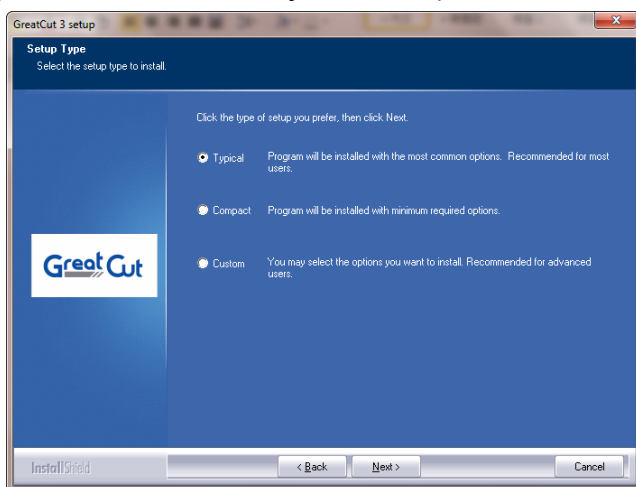 GreatCut 3 setup
Setup Type
Select the setup type to install.
Click the type of setup you prefer, then click Next.
Typical
Program will be installed with the most common options. Recommended for most
users.
Compact
Program will be installed with minimum required options.
Custom
You may select the options you want to install. Recommended for advanced
users.
Great Cut
InstallShield
< Back
Next >
Cancel